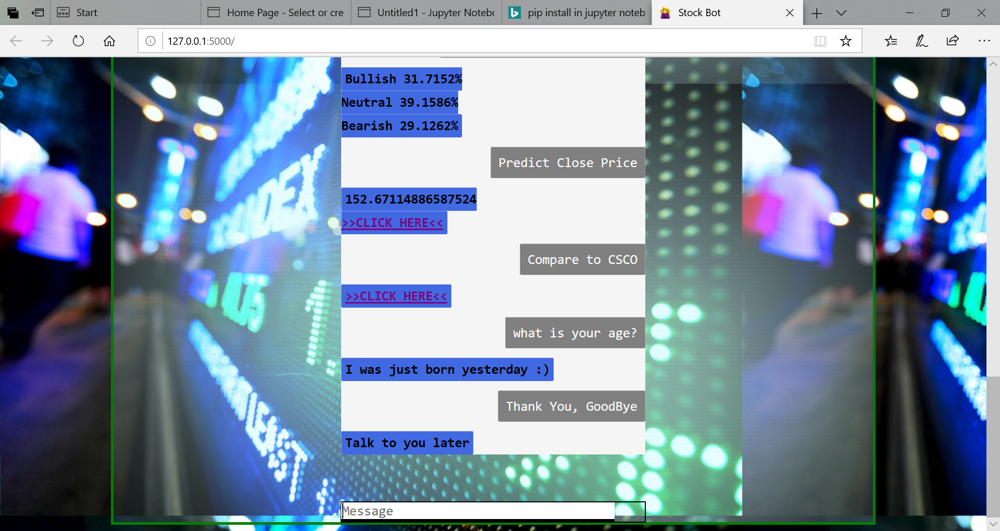 Start
Home Page - Select or cre
Untitled1 - Jupyter Notebo
pip install in jupyter noteb
Stock Bot
127.0.0.1:5000/
Bullish 31.7152%
Neutral 39.1586%
Bearish 29.1262%
Predict Close Price
152.67114886587524
>>CLICK HERE<<
Compare to CSCO
>>CLICK HERE<<
what is your age?
I was just born yesterday :)
Thank You, GoodBye
Talk to you later
Message